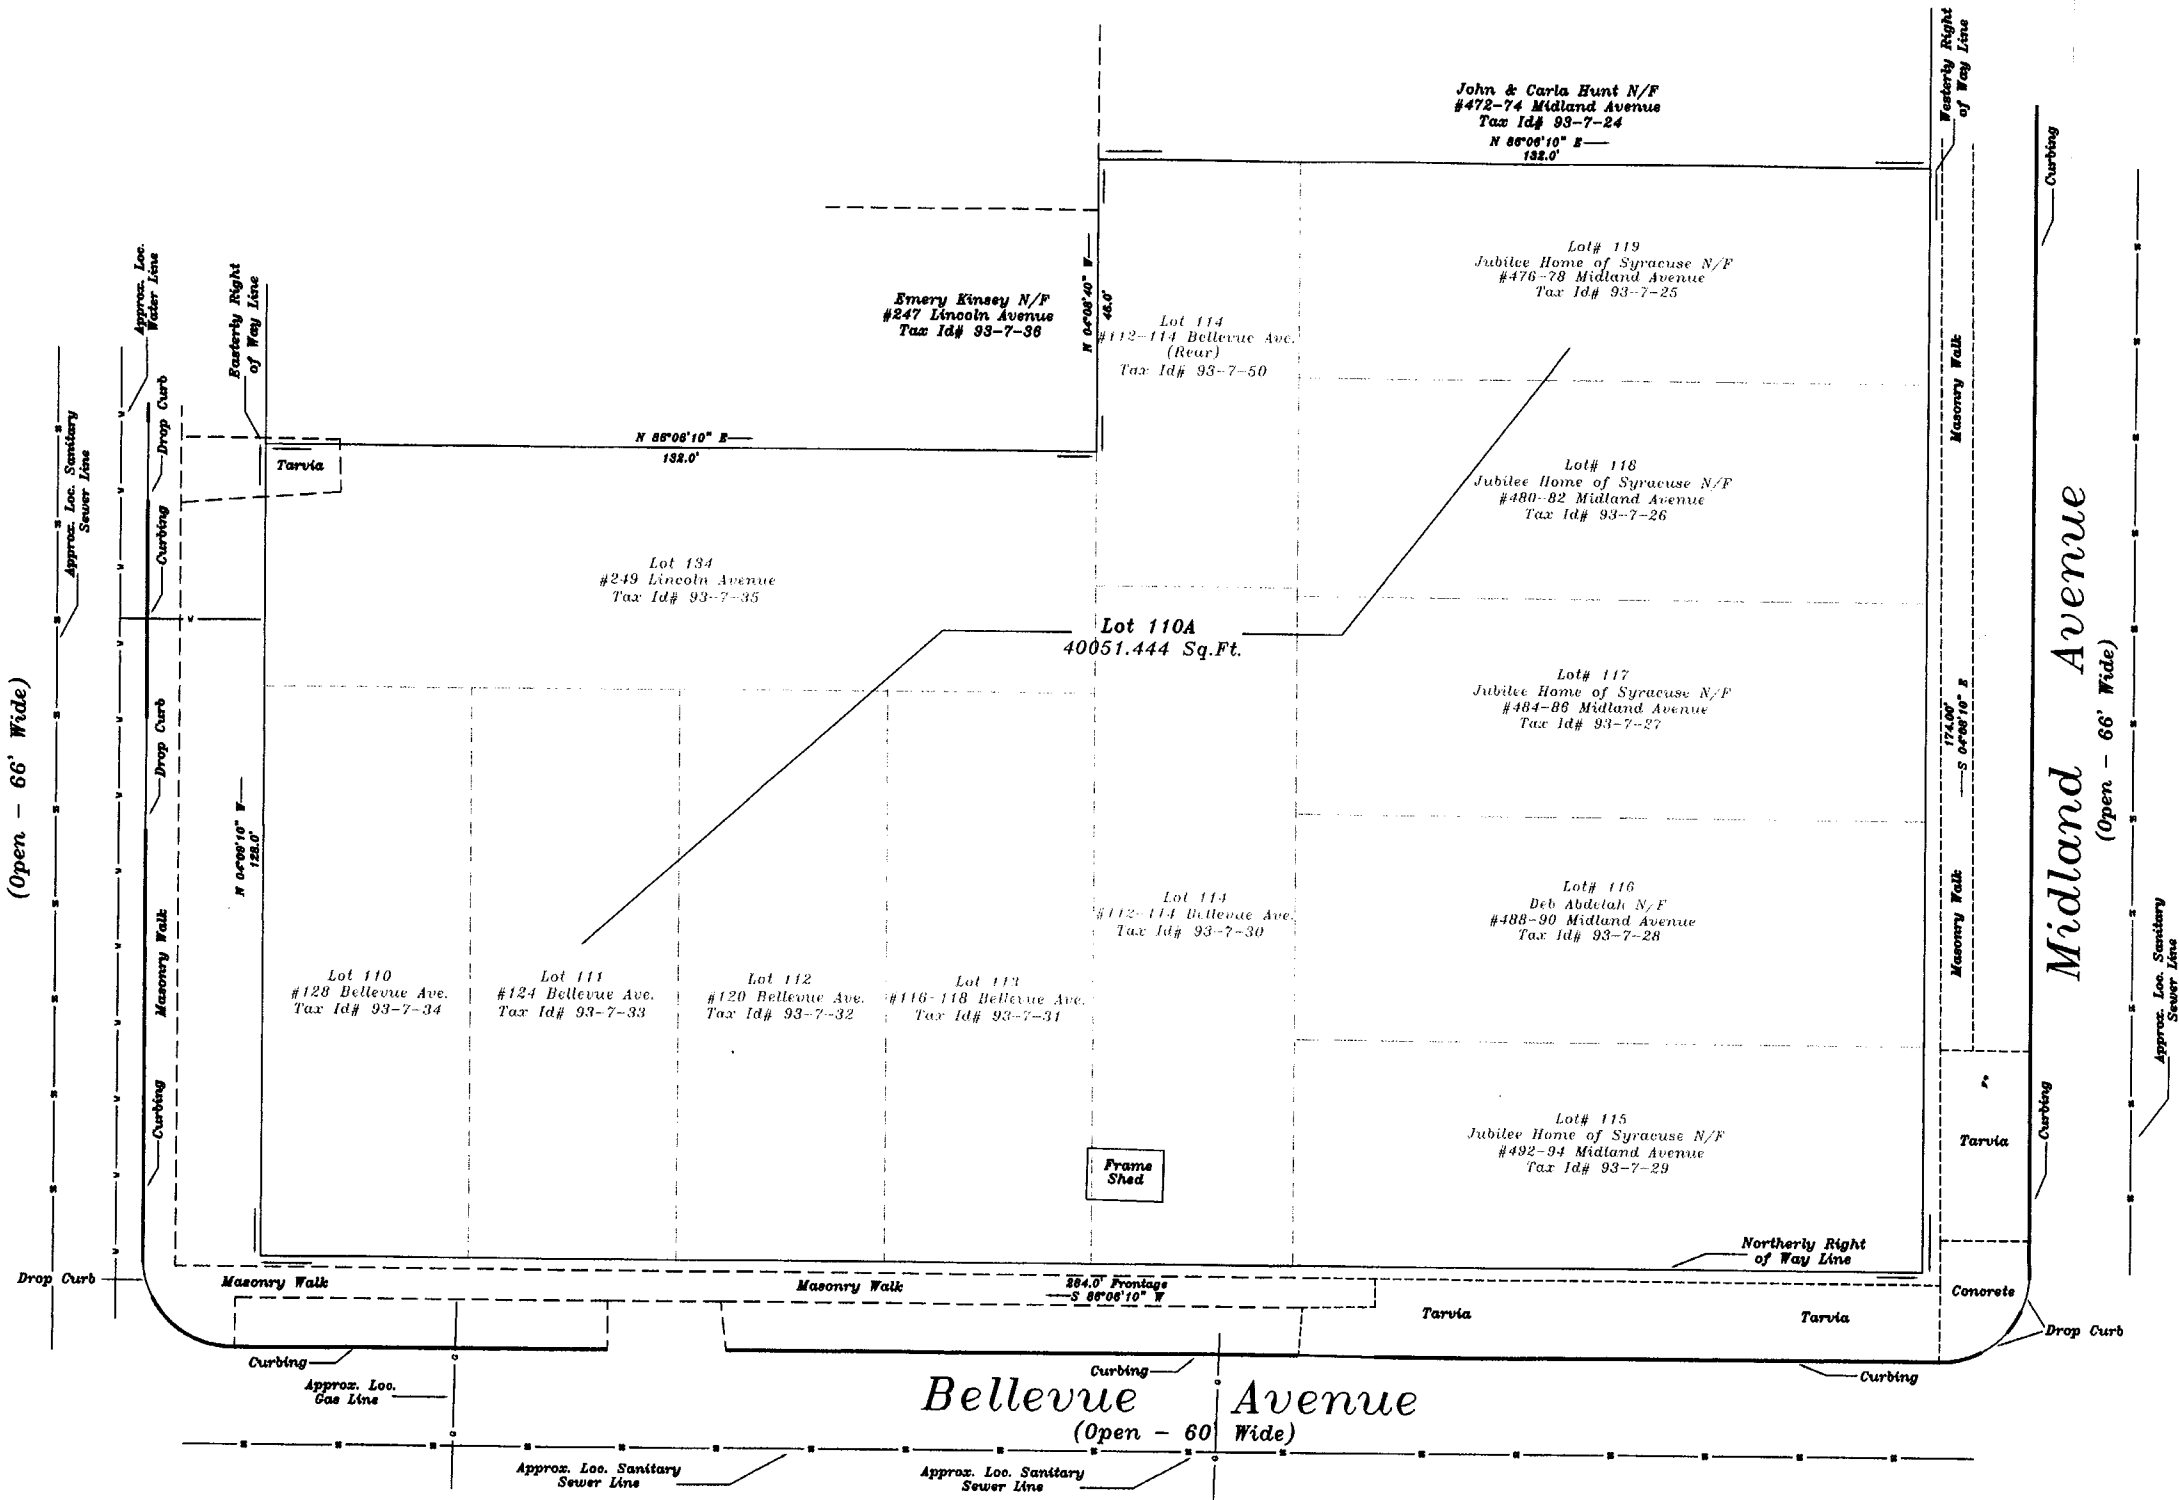 John & Carla Hunt N/F
#472-74 Midland Avenue
Tax Id# 93-7-24
N 86°06'10" E
132.0'
Westerly Right
of Way Line
Curbing
Approx. Loc.
Water Line
Easterly Right
of Way Line
Emery Kinsey N/F
#247 Lincoln Avenue
Tax Id# 93-7-36
N 04°08'40" W
46.0'
Lot 114
#112-114 Bellevue Ave.
(Rear)
Tax Id# 93-7-50
Lot# 119
Jubilee Home of Syracuse N/F
#476-78 Midland Avenue
Tax Id# 93-7-25
Masonry Walk
Approx. Loc. Sanitary
Sewer Line
Drop Curb
Curbing
Tarvia
N 86°06'10" E
132.0'
Lot# 118
Jubilee Home of Syracuse N/F
#480-82 Midland Avenue
Tax Id# 93-7-26
Lot 134
#249 Lincoln Avenue
Tax Id# 93-7-35
Lot 110A
40051.444 Sq.Ft.
Lot# 117
Jubilee Home of Syracuse N/F
#484-86 Midland Avenue
Tax Id# 93-7-27
174.00'
S 04°08'10" E
Midland Avenue
(Open - 66' Wide)
(Open - 66' Wide)
Drop Curb
N 04°09'10" W
128.0'
Masonry Walk
Curbing
Lot 110
#128 Bellevue Ave.
Tax Id# 93-7-34
Lot 111
#124 Bellevue Ave.
Tax Id# 93-7-33
Lot 112
#120 Bellevue Ave.
Tax Id# 93-7-32
Lot 113
#116-118 Bellevue Ave.
Tax Id# 93-7-31
Lot 114
#112-114 Bellevue Ave.
Tax Id# 93-7-30
Lot# 116
Deb Abdelah N/F
#488-90 Midland Avenue
Tax Id# 93-7-28
Masonry Walk
Approx. Loc. Sanitary
Sewer Line
Frame
Shed
Lot# 115
Jubilee Home of Syracuse N/F
#492-94 Midland Avenue
Tax Id# 93-7-29
Tarvia
Curbing
Northerly Right
of Way Line
Drop Curb
Masonry Walk
Masonry Walk
264.0' Frontage
S 86°06'10" W
Tarvia
Tarvia
Concrete
Drop Curb
Curbing
Curbing
Curbing
Approx. Loc.
Gas Line
Bellevue Avenue
(Open - 60' Wide)
Approx. Loc. Sanitary
Sewer Line
Approx. Loc. Sanitary
Sewer Line